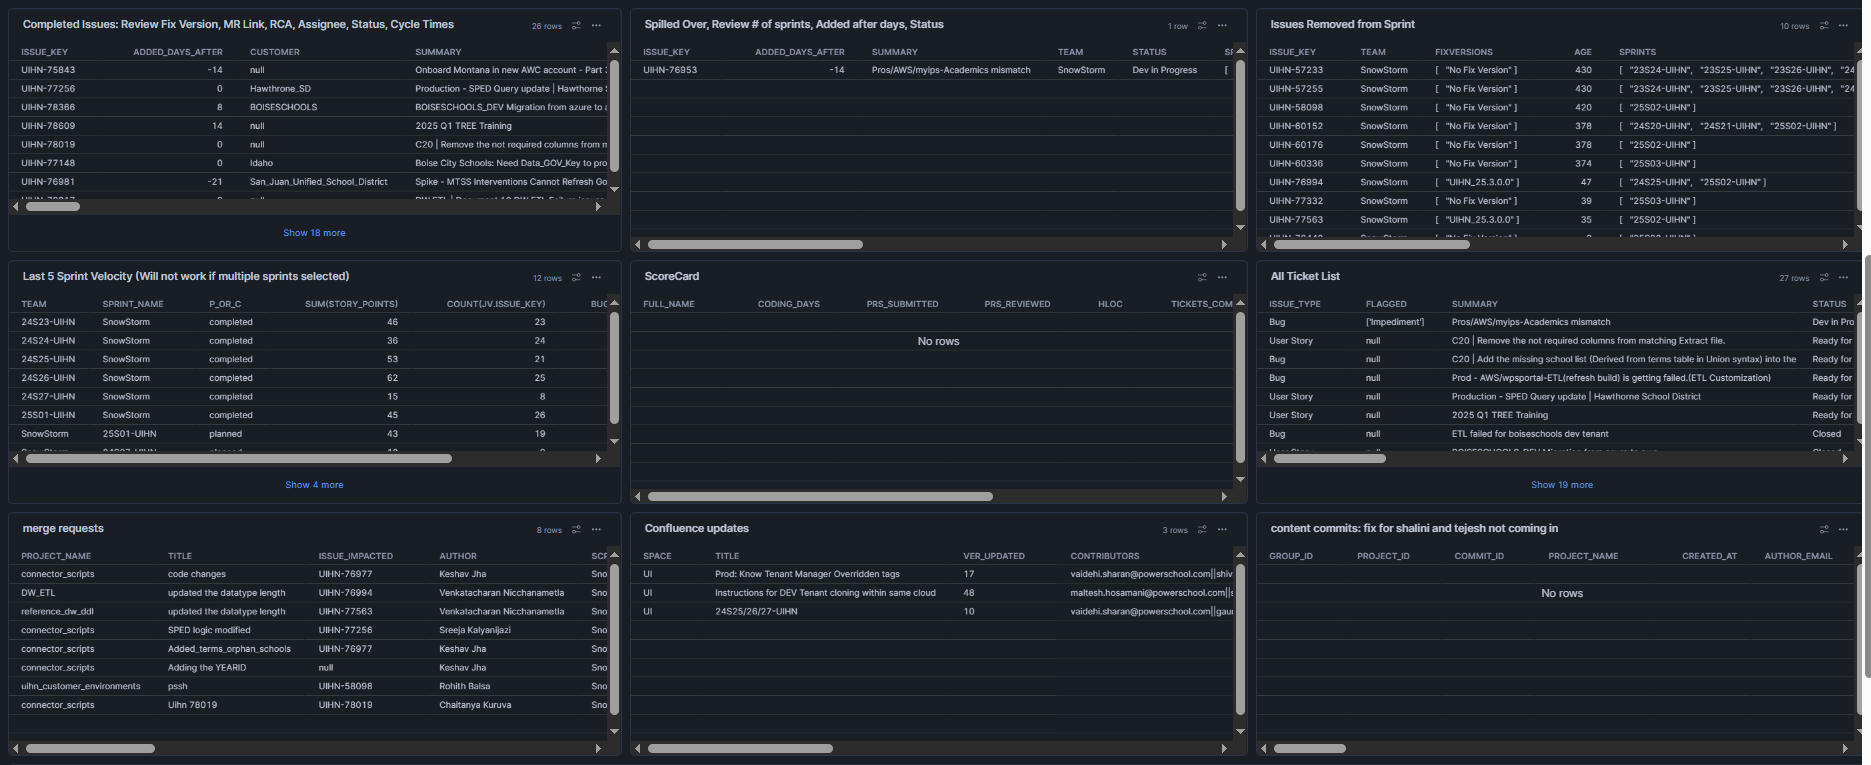 Completed Issues: Review Fix Version, MR Link, RCA, Assignee, Status, Cycle Times 26 rows
ISSUE_KEY ADDED_DAYS_AFTER CUSTOMER SUMMARY
UIHN-75843 -14 null Onboard Montana in new AWC account - Part
UIHN-77256 0 Hawthrone_SD Production - SPED Query update | Hawthorne
UIHN-78366 8 BOISESCHOOLS BOISESCHOOLS_DEV Migration from azure to
UIHN-78609 14 null 2025 Q1 TREE Training
UIHN-78019 0 null C20 | Remove the not required columns from
UIHN-77148 0 Idaho Boise City Schools: Need Data_GOV_Key to pro
UIHN-76981 -21 San_Juan_Unified_School_District Spike - MTSS Interventions Cannot Refresh Go
Show 18 more
Spilled Over, Review # of sprints, Added after days, Status 1 row
ISSUE_KEY ADDED_DAYS_AFTER SUMMARY TEAM STATUS
UIHN-76953 -14 Pros/AWS/myips-Academics mismatch SnowStorm Dev in Progress [
Issues Removed from Sprint 10 rows
ISSUE_KEY TEAM FIXVERSIONS AGE SPRINTS
UIHN-57233 SnowStorm [ "No Fix Version" ] 430 [ "23S24-UIHN", "23S25-UIHN", "23S26-UIHN", "24
UIHN-57255 SnowStorm [ "No Fix Version" ] 430 [ "23S24-UIHN", "23S25-UIHN", "23S26-UIHN", "24
UIHN-58098 SnowStorm [ "No Fix Version" ] 420 [ "25S02-UIHN" ]
UIHN-60152 SnowStorm [ "No Fix Version" ] 378 [ "24S20-UIHN", "24S21-UIHN", "25S02-UIHN" ]
UIHN-60176 SnowStorm [ "No Fix Version" ] 378 [ "25S02-UIHN" ]
UIHN-60336 SnowStorm [ "No Fix Version" ] 374 [ "25S03-UIHN" ]
UIHN-76994 SnowStorm [ "UIHN_25.3.0.0" ] 47 [ "24S25-UIHN", "25S02-UIHN" ]
UIHN-77332 SnowStorm [ "No Fix Version" ] 39 [ "25S03-UIHN" ]
UIHN-77563 SnowStorm [ "UIHN_25.3.0.0" ] 35 [ "25S02-UIHN" ]
Last 5 Sprint Velocity (Will not work if multiple sprints selected) 12 rows
TEAM SPRINT_NAME P_OR_C SUM(STORY_POINTS) COUNT(JV.ISSUE_KEY) BUG
24S23-UIHN SnowStorm completed 46 23
24S24-UIHN SnowStorm completed 36 24
24S25-UIHN SnowStorm completed 53 21
24S26-UIHN SnowStorm completed 62 25
24S27-UIHN SnowStorm completed 15 8
25S01-UIHN SnowStorm completed 45 26
SnowStorm 25S01-UIHN planned 43 19
Show 4 more
ScoreCard
FULL_NAME CODING_DAYS PRS_SUBMITTED PRS_REVIEWED HLOC TICKETS_COM
No rows
All Ticket List 27 rows
ISSUE_TYPE FLAGGED SUMMARY STATUS
Bug ['Impediment'] Pros/AWS/myips-Academics mismatch Dev in Pro
User Story null C20 | Remove the not required columns from matching Extract file. Ready for
Bug null C20 | Add the missing school list (Derived from terms table in Union syntax) into the Ready for
Bug null Prod - AWS/wpsportal-ETL(refresh build) is getting failed.(ETL Customization) Ready for
User Story null Production - SPED Query update | Hawthorne School District Ready for
User Story null 2025 Q1 TREE Training Ready for
Bug null ETL failed for boiseschools dev tenant Closed
Show 19 more
merge requests 8 rows
PROJECT_NAME TITLE ISSUE_IMPACTED AUTHOR SCR
connector_scripts code changes UIHN-76977 Keshav Jha Sno
DW_ETL updated the datatype length UIHN-76994 Venkatacharan Nicchanametla Sno
reference_dw_ddl updated the datatype length UIHN-77563 Venkatacharan Nicchanametla Sno
connector_scripts SPED logic modified UIHN-77256 Sreeja Kalyanijazi Sno
connector_scripts Added_terms_orphan_schools UIHN-76977 Keshav Jha Sno
connector_scripts Adding the YEARID null Keshav Jha Sno
uihn_customer_environments pssh UIHN-58098 Rohith Balsa Sno
connector_scripts Uihn 78019 UIHN-78019 Chaitanya Kuruva Sno
Confluence updates 3 rows
SPACE TITLE VER_UPDATED CONTRIBUTORS
UI Prod: Know Tenant Manager Overridden tags 17 vaidehi.sharan@powerschool.com||shiv
UI Instructions for DEV Tenant cloning within same cloud 48 maltesh.hosamani@powerschool.com||
UI 24S25/26/27-UIHN 10 vaidehi.sharan@powerschool.com||gau
content commits: fix for shalini and tejesh not coming in
GROUP_ID PROJECT_ID COMMIT_ID PROJECT_NAME CREATED_AT AUTHOR_EMAIL
No rows